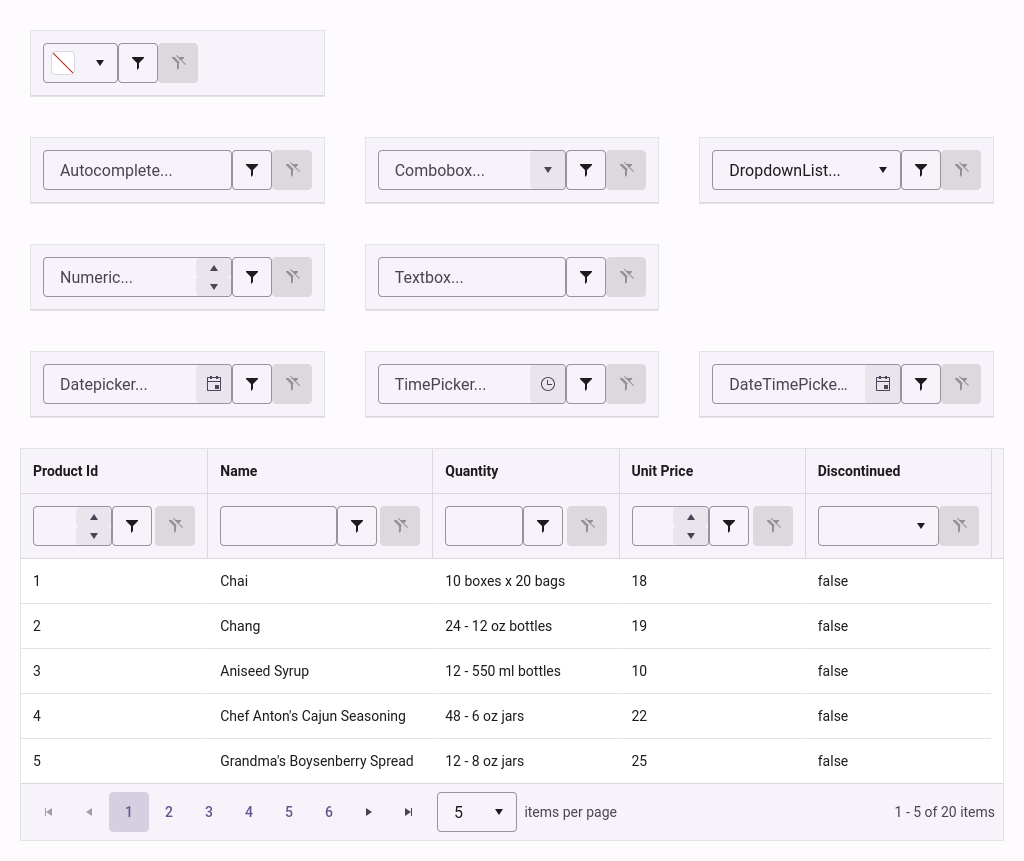 Autocomplete... Combobox... DropdownList...
Numeric... Textbox...
Datepicker... TimePicker... DateTimePicke...
Product Id Name Quantity Unit Price Discontinued
1 Chai 10 boxes x 20 bags 18 false
2 Chang 24 - 12 oz bottles 19 false
3 Aniseed Syrup 12 - 550 ml bottles 10 false
4 Chef Anton's Cajun Seasoning 48 - 6 oz jars 22 false
5 Grandma's Boysenberry Spread 12 - 8 oz jars 25 false
1 2 3 4 5 6 5 items per page 1 - 5 of 20 items